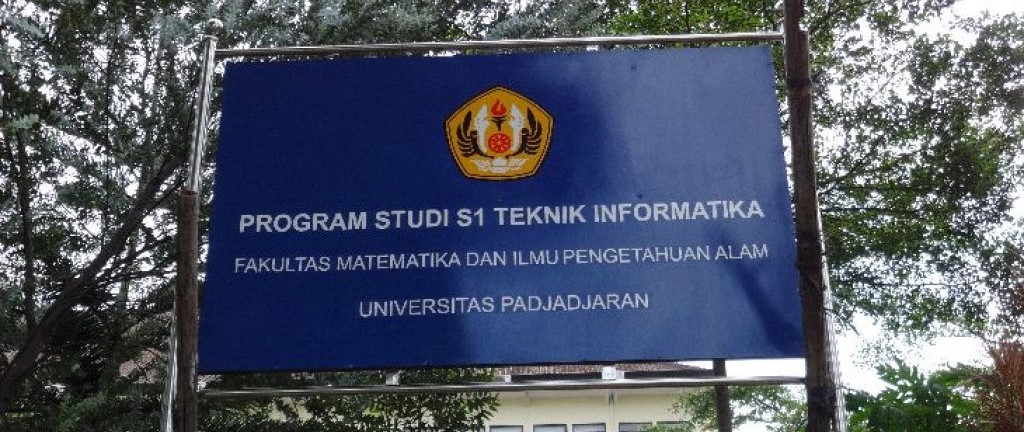 PROGRAM STUDI S1 TEKNIK INFORMATIKA
FAKULTAS MATEMATIKA DAN ILMU PENGETAHUAN ALAM
UNIVERSITAS PADJADJARAN